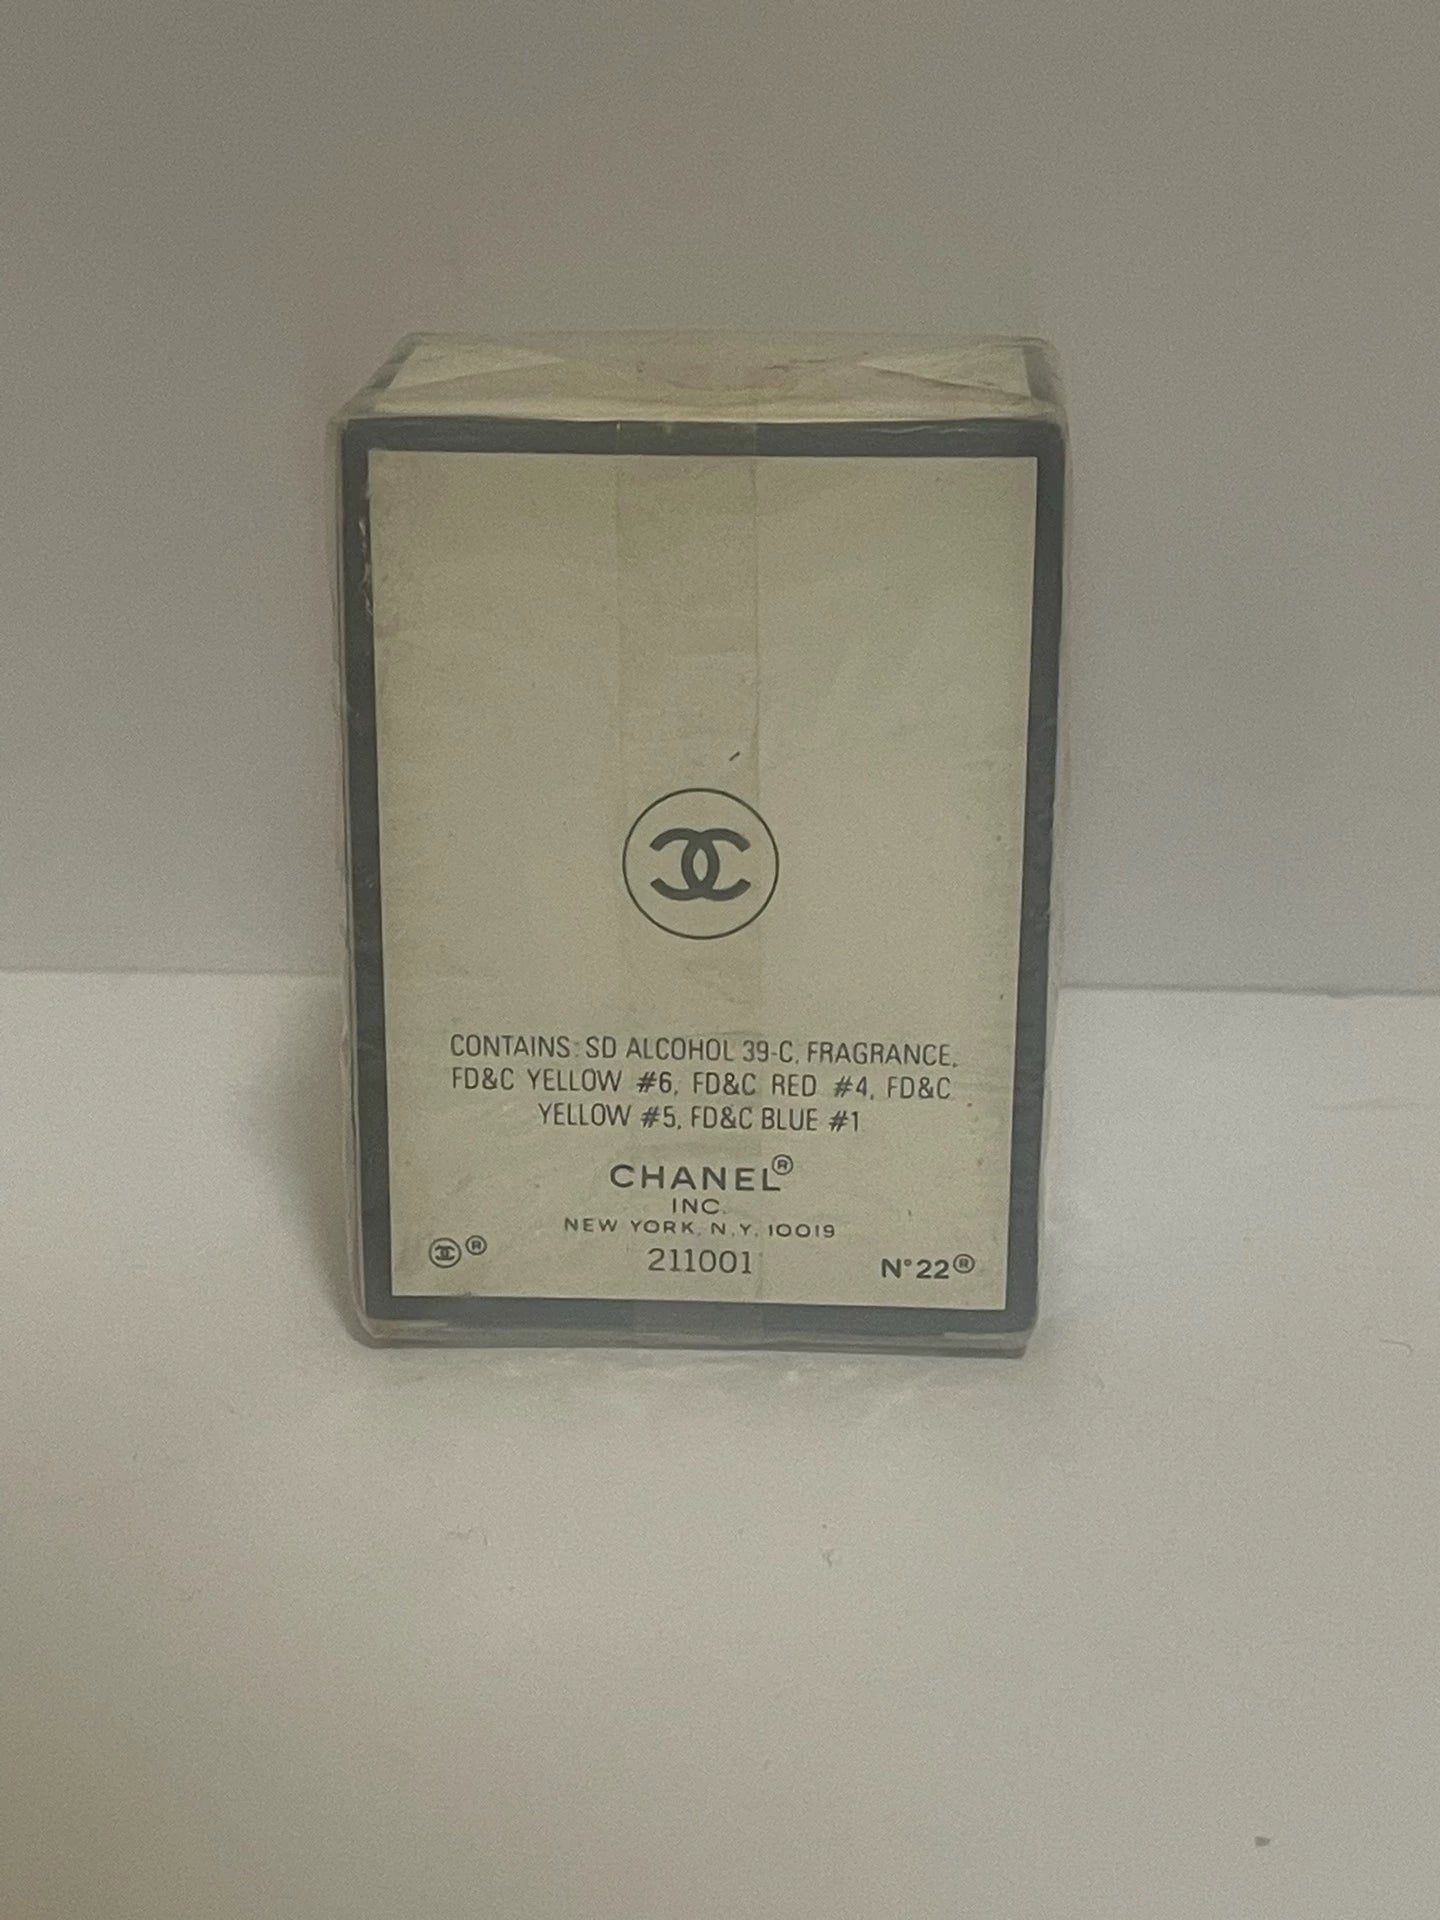 CONTAINS: SD ALCOHOL 39-C, FRAGRANCE,
FD&C YELLOW #6, FD&C RED #4, FD&C
YELLOW #5, FD&C BLUE #1
CHANEL®
INC.
NEW YORK, N.Y. 10019
® 211001 N°22®